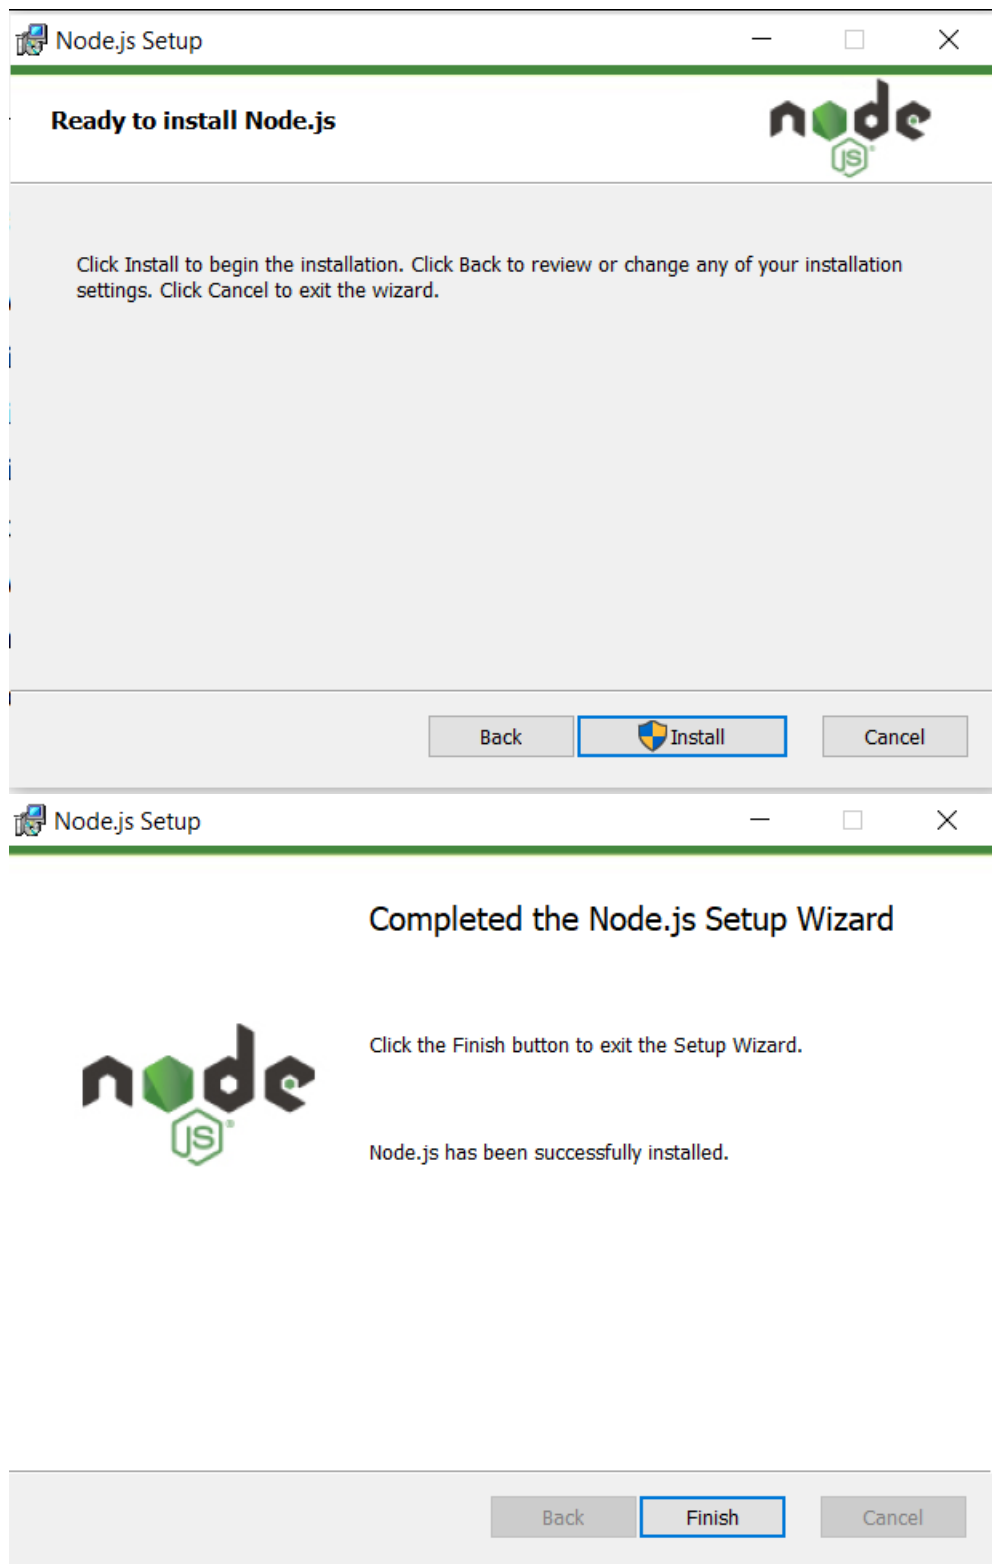 Node.js Setup
Ready to install Node.js
node
JS
Click Install to begin the installation. Click Back to review or change any of your installation
settings. Click Cancel to exit the wizard.
Back
Install
Cancel
Node.js Setup
Completed the Node.js Setup Wizard
node
JS
Click the Finish button to exit the Setup Wizard.
Node.js has been successfully installed.
Back
Finish
Cancel